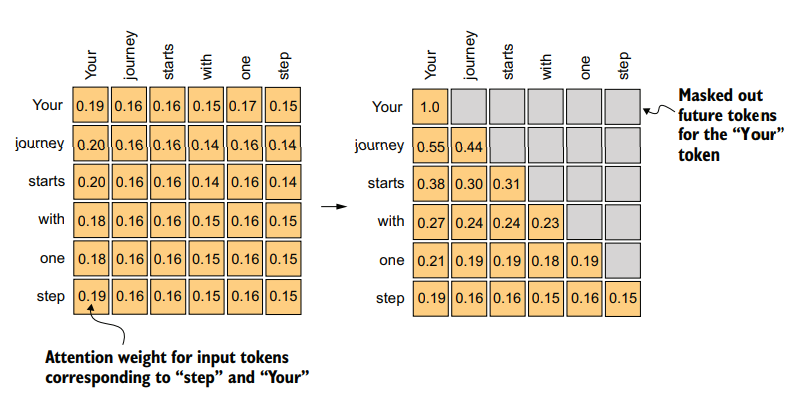 Your journey starts with one step
Your 0.19 0.16 0.16 0.15 0.17 0.15
journey 0.20 0.16 0.16 0.14 0.16 0.14
starts 0.20 0.16 0.16 0.14 0.16 0.14
with 0.18 0.16 0.16 0.15 0.16 0.15
one 0.18 0.16 0.16 0.15 0.16 0.15
step 0.19 0.16 0.16 0.15 0.16 0.15
Attention weight for input tokens
corresponding to “step” and “Your”
Your journey starts with one step
Your 1.0
journey 0.55 0.44
starts 0.38 0.30 0.31
with 0.27 0.24 0.24 0.23
one 0.21 0.19 0.19 0.18 0.19
step 0.19 0.16 0.16 0.15 0.16 0.15
Masked out
future tokens
for the “Your”
token